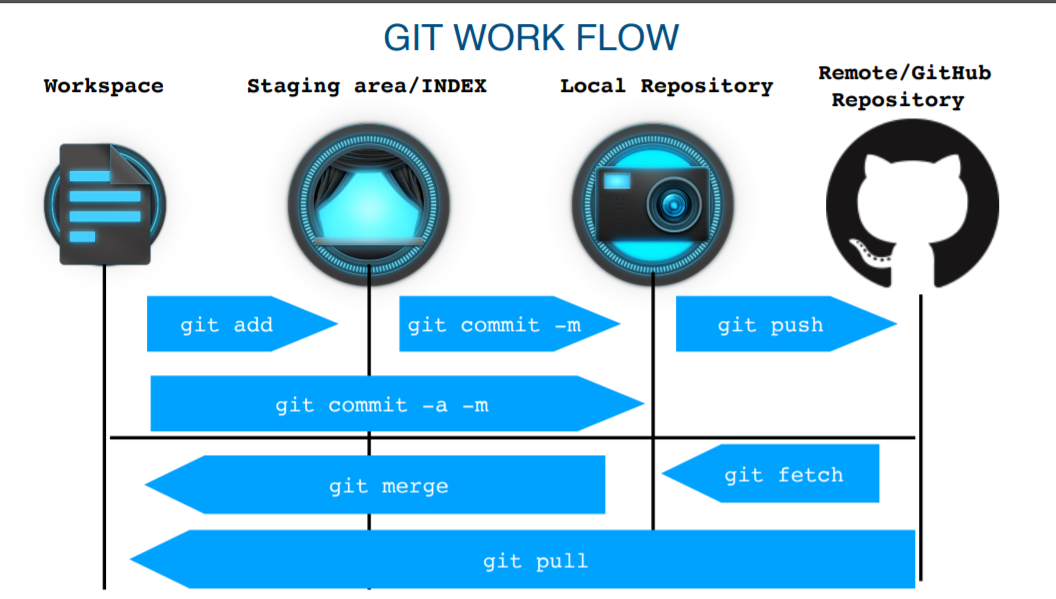 GIT WORK FLOW
Workspace
Staging area/INDEX
Local Repository
Remote/GitHub
Repository
git add
git commit -m
git push
git commit -a -m
git merge
git fetch
git pull